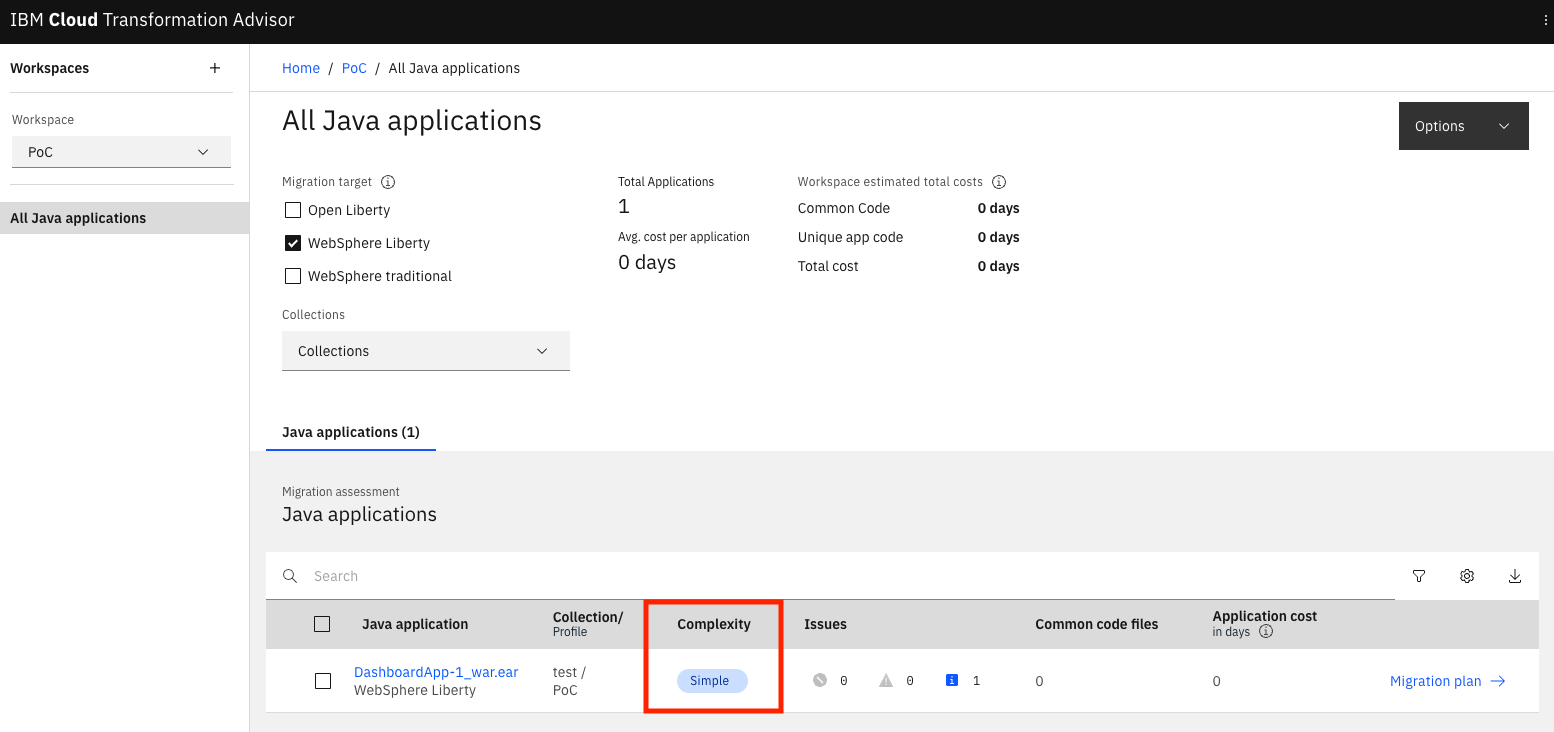 IBM Cloud Transformation Advisor
Workspaces
Workspace
PoC
All Java applications
Home / PoC / All Java applications
All Java applications
Options
Migration target
Open Liberty
WebSphere Liberty
WebSphere traditional
Total Applications
1
Avg. cost per application
0 days
Workspace estimated total costs
Common Code 0 days
Unique app code 0 days
Total cost 0 days
Collections
Collections
Java applications (1)
Migration assessment
Java applications
Search
Java application
Collection/
Profile
Complexity
Issues
Common code files
Application cost
in days
DashboardApp-1_war.ear
WebSphere Liberty
test /
PoC
Simple
0 0 1
0
0
Migration plan